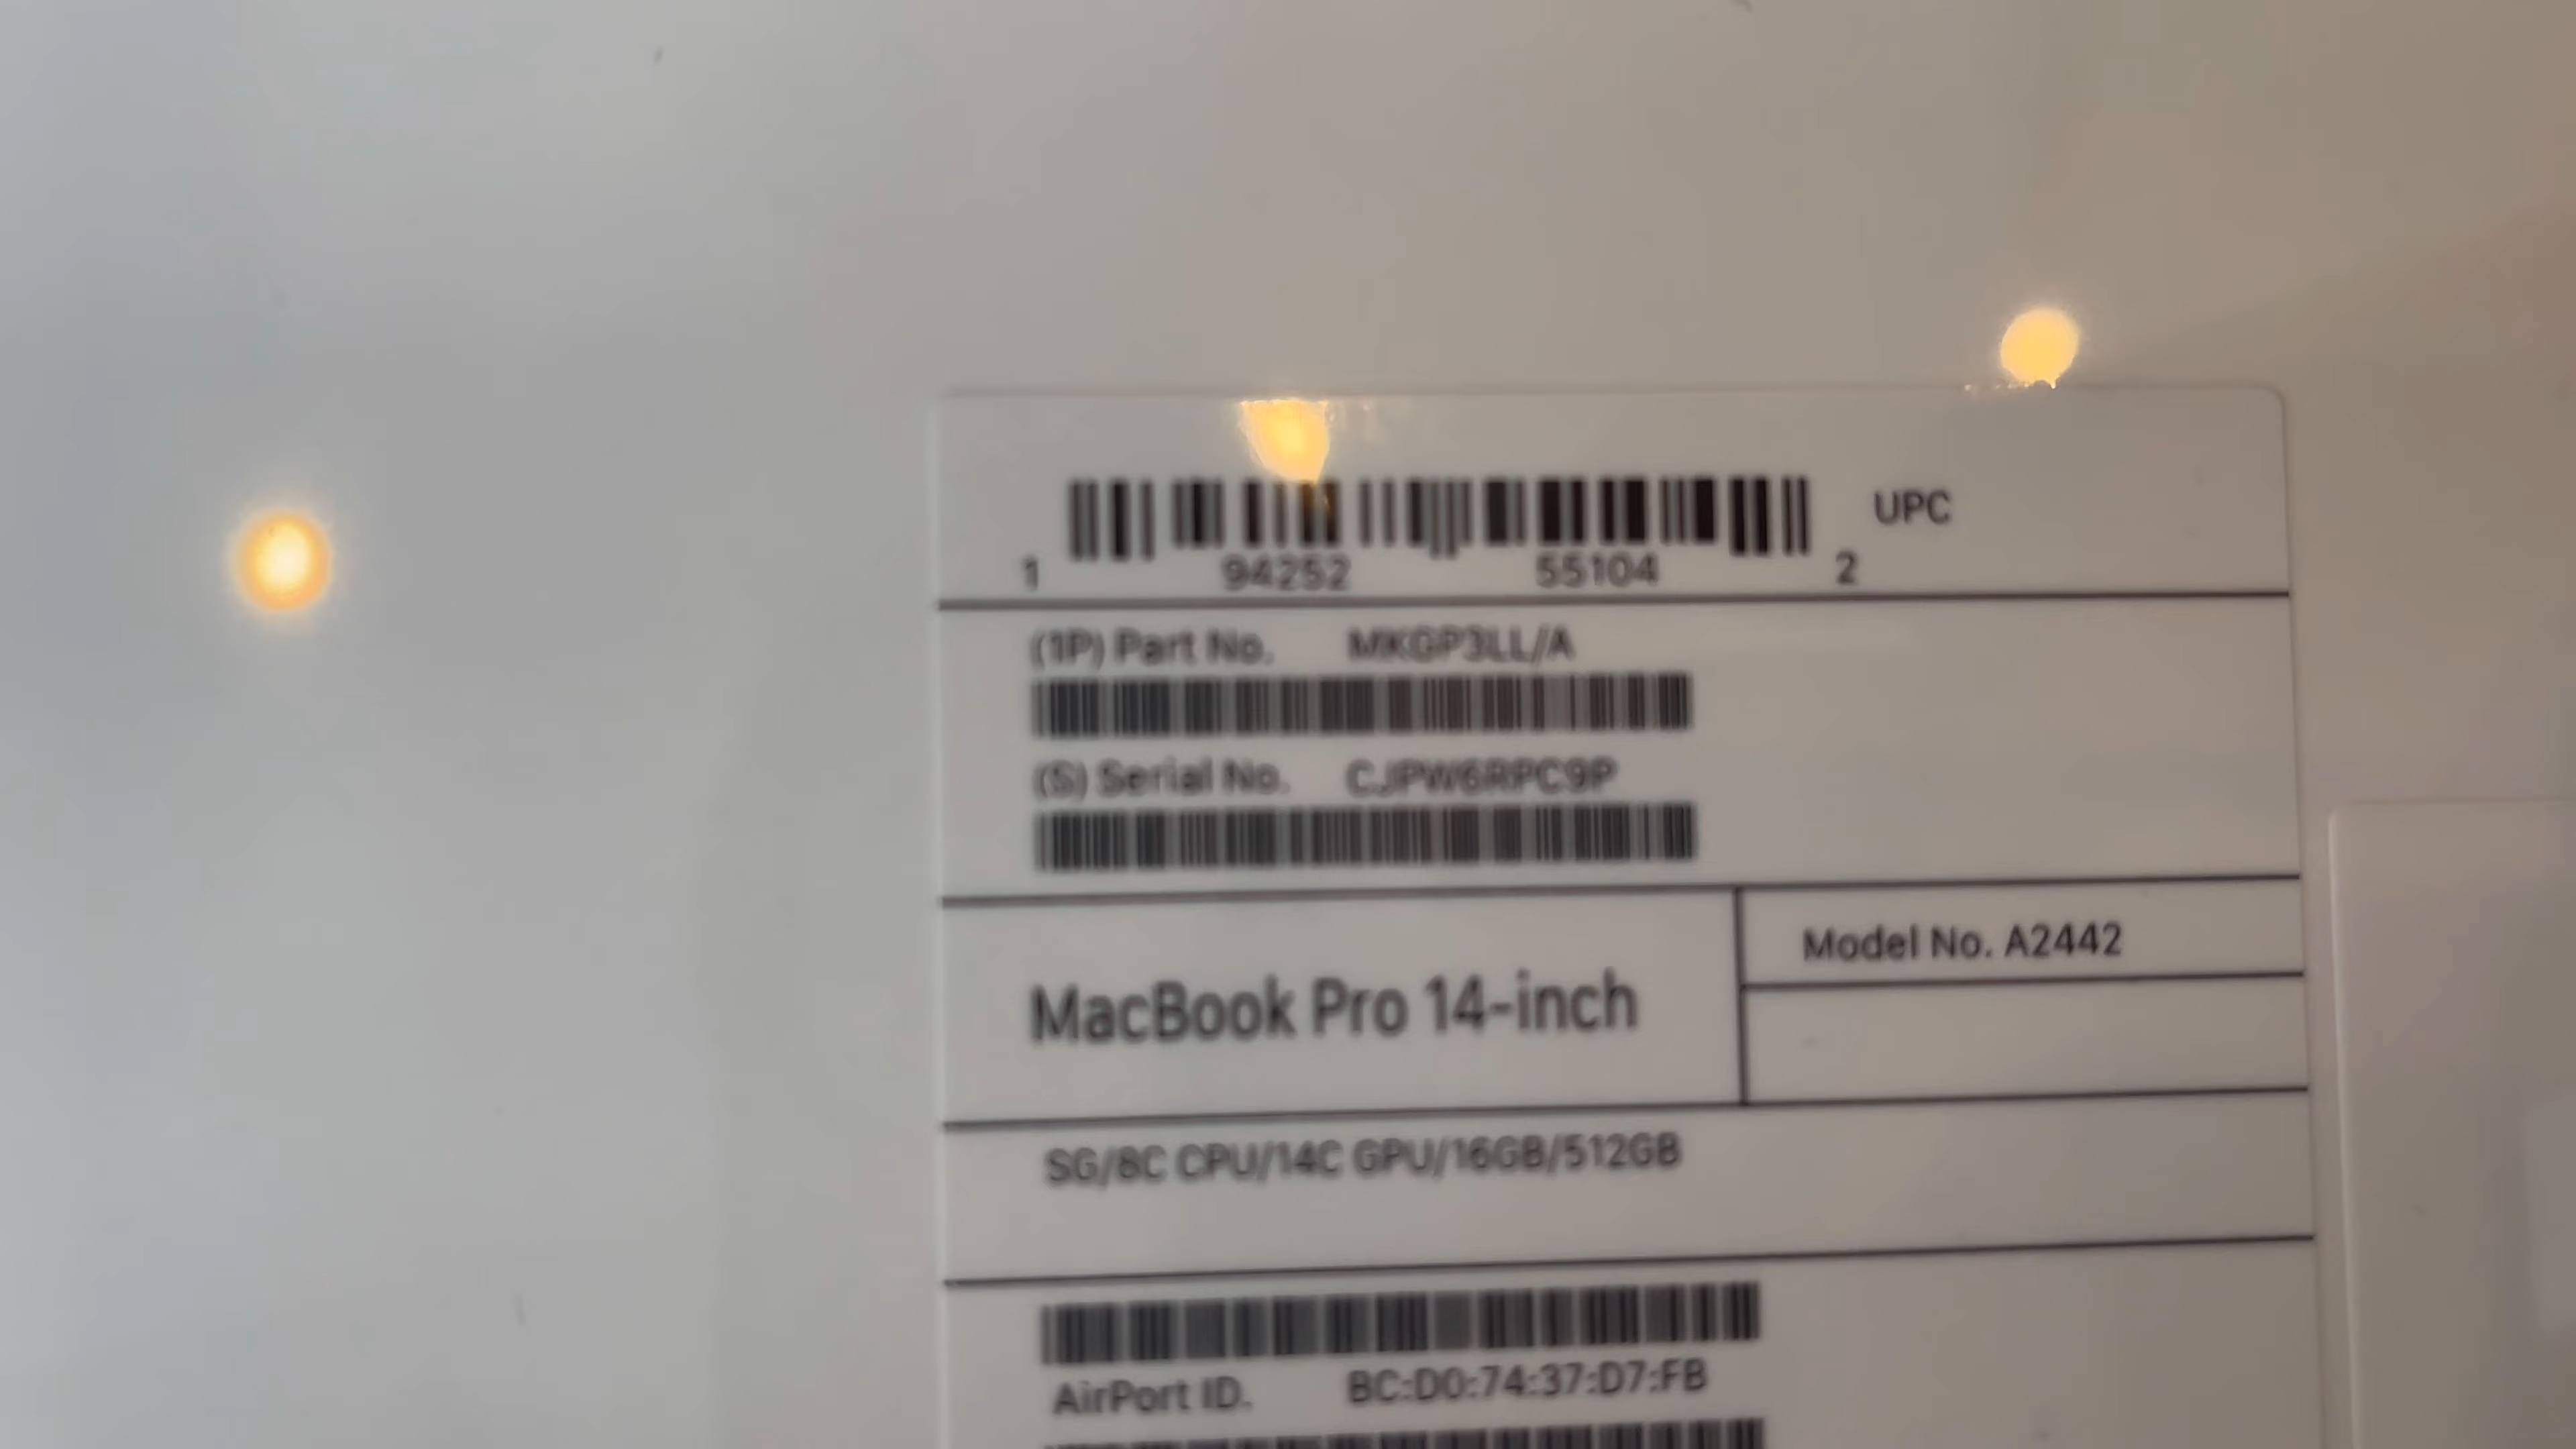 UPC
1 94252 55104 2
(1P) Part No. MKGP3LL/A
(S) Serial No. CJPW6RPC9P
Model No. A2442
MacBook Pro 14-inch
SG/8C CPU/14C GPU/16GB/512GB
AirPort ID. BC:D0:74:37:D7:FB